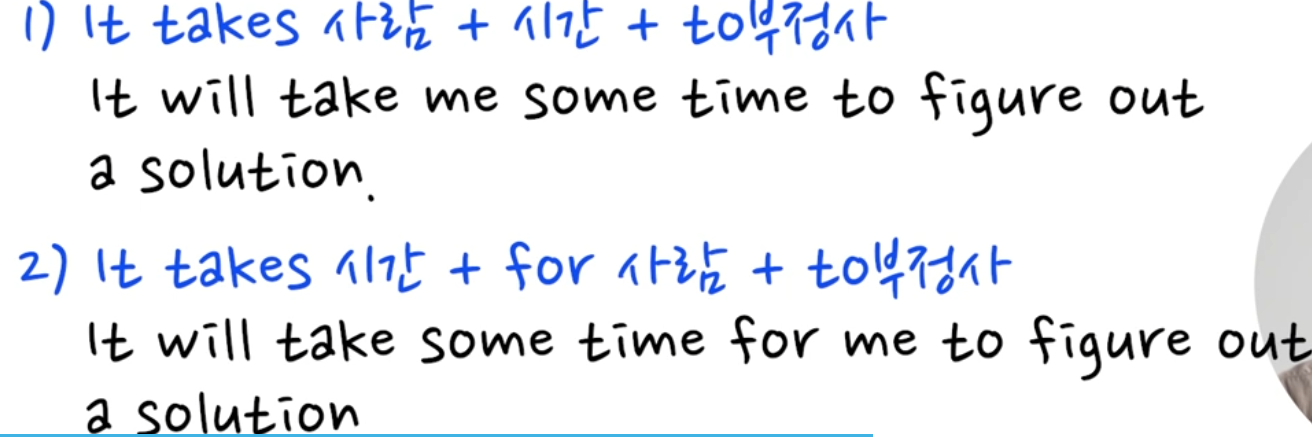 1) It takes 사람 + 시간 + to부정사
It will take me some time to figure out
a solution.
2) It takes 시간 + for 사람 + to부정사
It will take some time for me to figure out
a solution